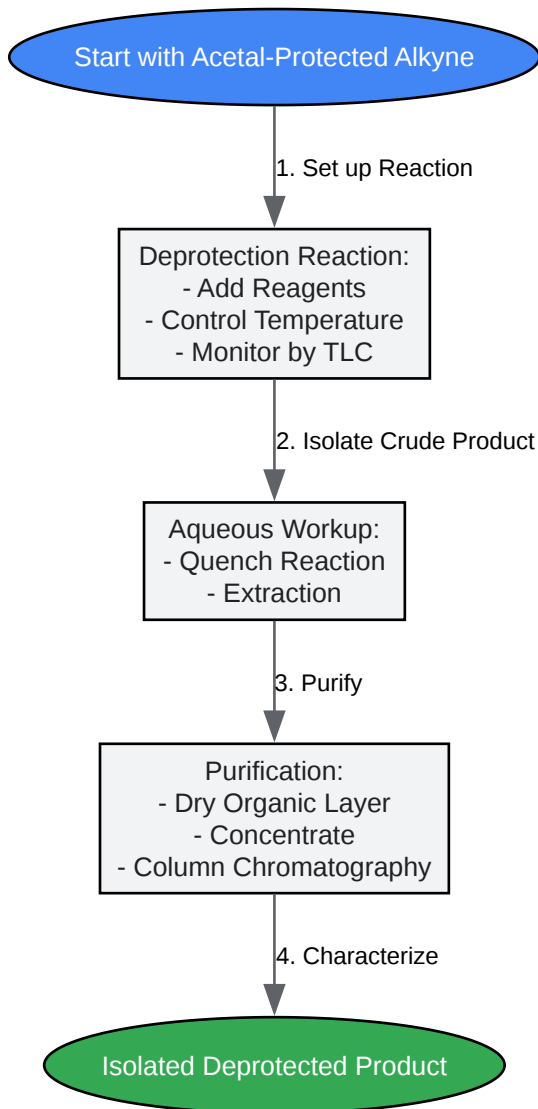 Start with Acetal-Protected Alkyne
1. Set up Reaction
Deprotection Reaction:
- Add Reagents
- Control Temperature
- Monitor by TLC
2. Isolate Crude Product
Aqueous Workup:
- Quench Reaction
- Extraction
3. Purify
Purification:
- Dry Organic Layer
- Concentrate
- Column Chromatography
4. Characterize
Isolated Deprotected Product